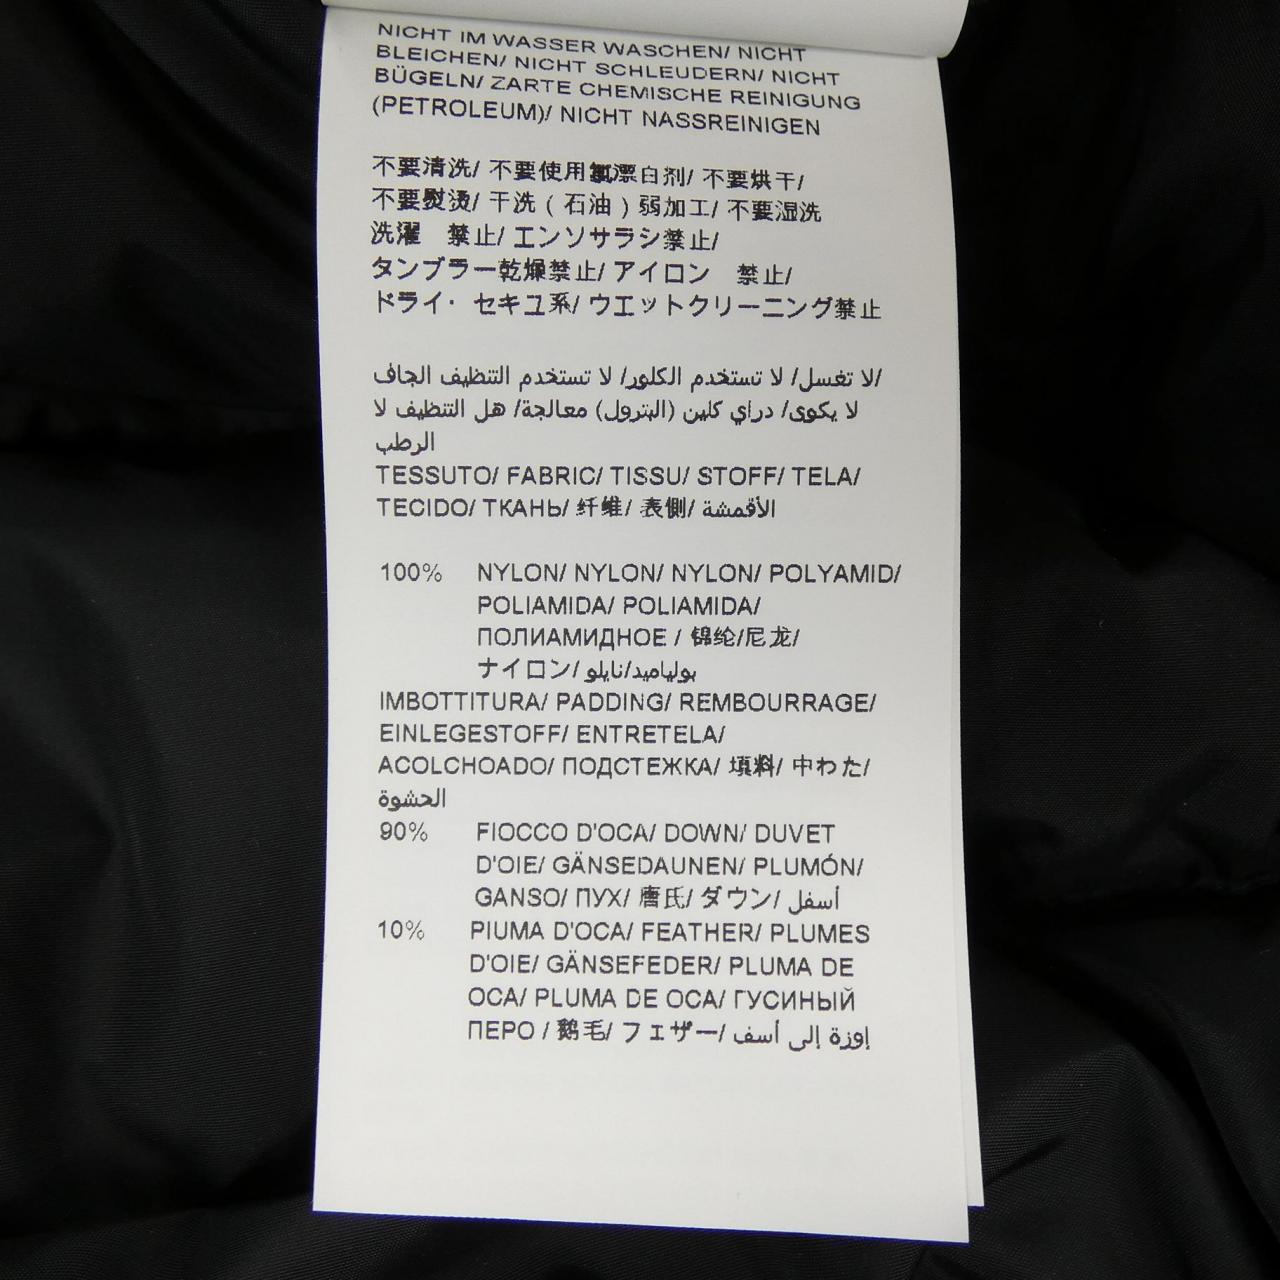 NICHT IM WASSER WASCHEN/ NICHT
BLEICHEN/ NICHT SCHLEUDERN/ NICHT
BÜGELN/ ZARTE CHEMISCHE REINIGUNG
(PETROLEUM)/ NICHT NASSREINIGEN
不要清洗/ 不要使用氯漂白剂/ 不要烘干/
不要熨烫/ 干洗（石油）弱加工/ 不要湿洗
洗濯　禁止/ エンソサラシ禁止/
タンブラー乾燥禁止/ アイロン　禁止/
ドライ・ セキユ系/ ウエットクリーニング禁止
لا تغسل/ لا تستخدم الكلور/ لا تستخدم التنظيف الجاف/
لا يكوى/ دراي كلين (البترول) معالجة/ هل التنظيف لا
الرطب
TESSUTO/ FABRIC/ TISSU/ STOFF/ TELA/
TECIDO/ ТКАНЬ/ 纤维/ 表側/ الأقمشة
100% NYLON/ NYLON/ NYLON/ POLYAMID/
POLIAMIDA/ POLIAMIDA/
ПОЛИАМИДНОЕ / 锦纶/尼龙/
ナイロン/ بولياميد/نايلو
IMBOTTITURA/ PADDING/ REMBOURRAGE/
EINLEGESTOFF/ ENTRETELA/
ACOLCHOADO/ ПОДСТЕЖКА/ 填料/ 中わた/
الحشوة
90% FIOCCO D'OCA/ DOWN/ DUVET
D'OIE/ GÄNSEDAUNEN/ PLUMÓN/
GANSO/ ПУХ/ 唐氏/ ダウン/ أسفل
10% PIUMA D'OCA/ FEATHER/ PLUMES
D'OIE/ GÄNSEFEDER/ PLUMA DE
OCA/ PLUMA DE OCA/ ГУСИНЫЙ
ПЕРО / 鹅毛/ フェザー/ إوزة إلى أسف